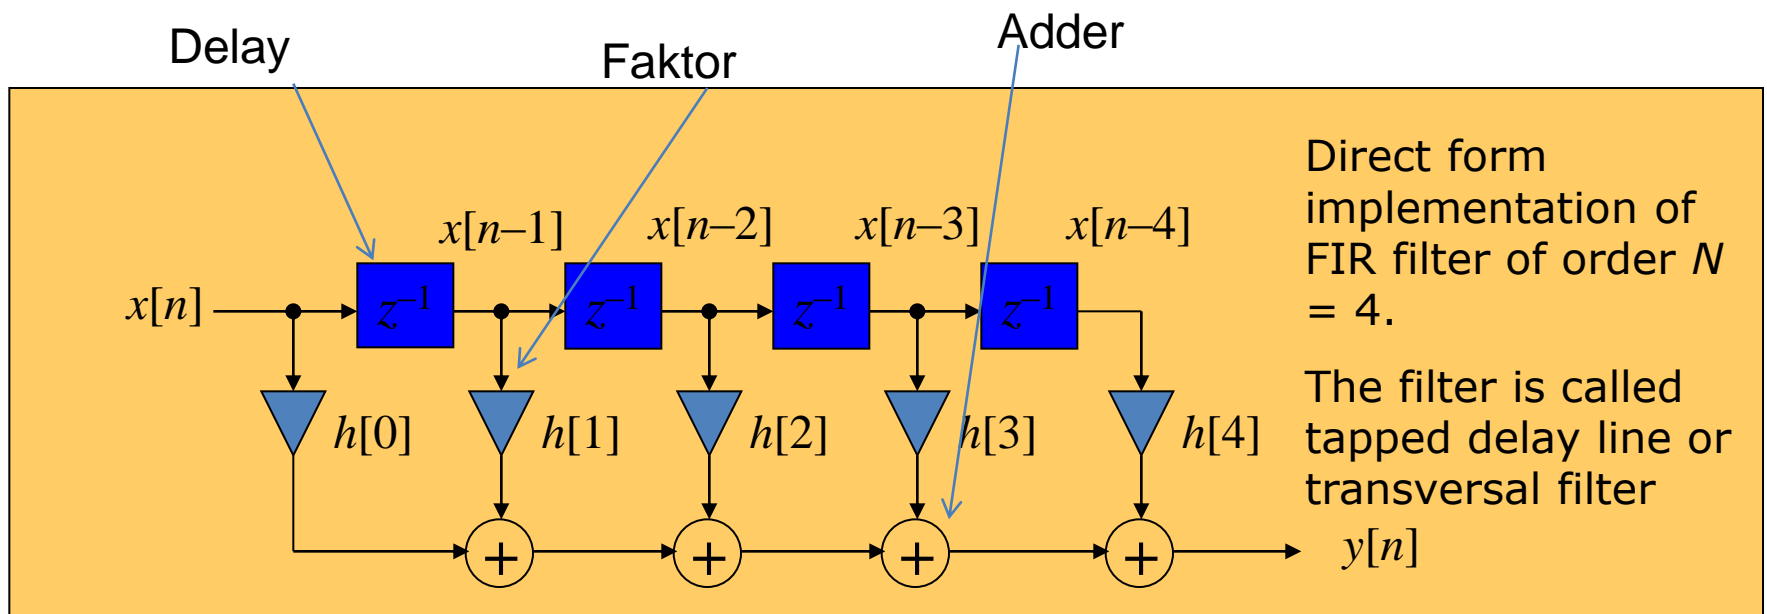 Delay
Faktor
Adder
Direct form
implementation of
FIR filter of order N
= 4.
The filter is called
tapped delay line or
transversal filter
x[n–1] x[n–2] x[n–3] x[n–4]
x[n] z⁻¹ z⁻¹ z⁻¹ z⁻¹
h[0] h[1] h[2] h[3] h[4]
+ + + + y[n]